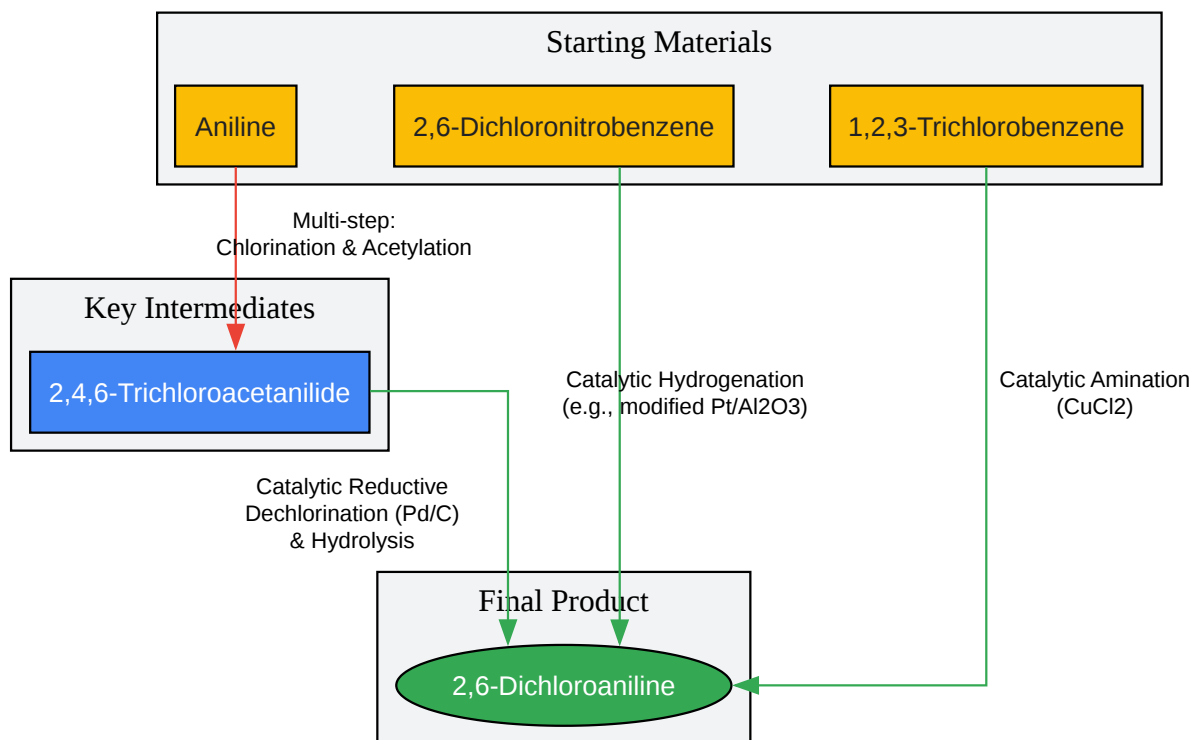 Starting Materials
Aniline
2,6-Dichloronitrobenzene
1,2,3-Trichlorobenzene
Multi-step:
Chlorination & Acetylation
Key Intermediates
2,4,6-Trichloroacetanilide
Catalytic Hydrogenation
(e.g., modified Pt/Al2O3)
Catalytic Amination
(CuCl2)
Catalytic Reductive
Dechlorination (Pd/C)
& Hydrolysis
Final Product
2,6-Dichloroaniline